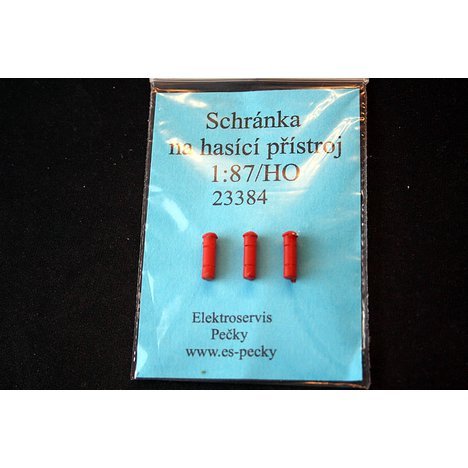 Schránka
na hasící přístroj
1:87/HO
23384
Elektroservis
Pečky
www.es-pecky